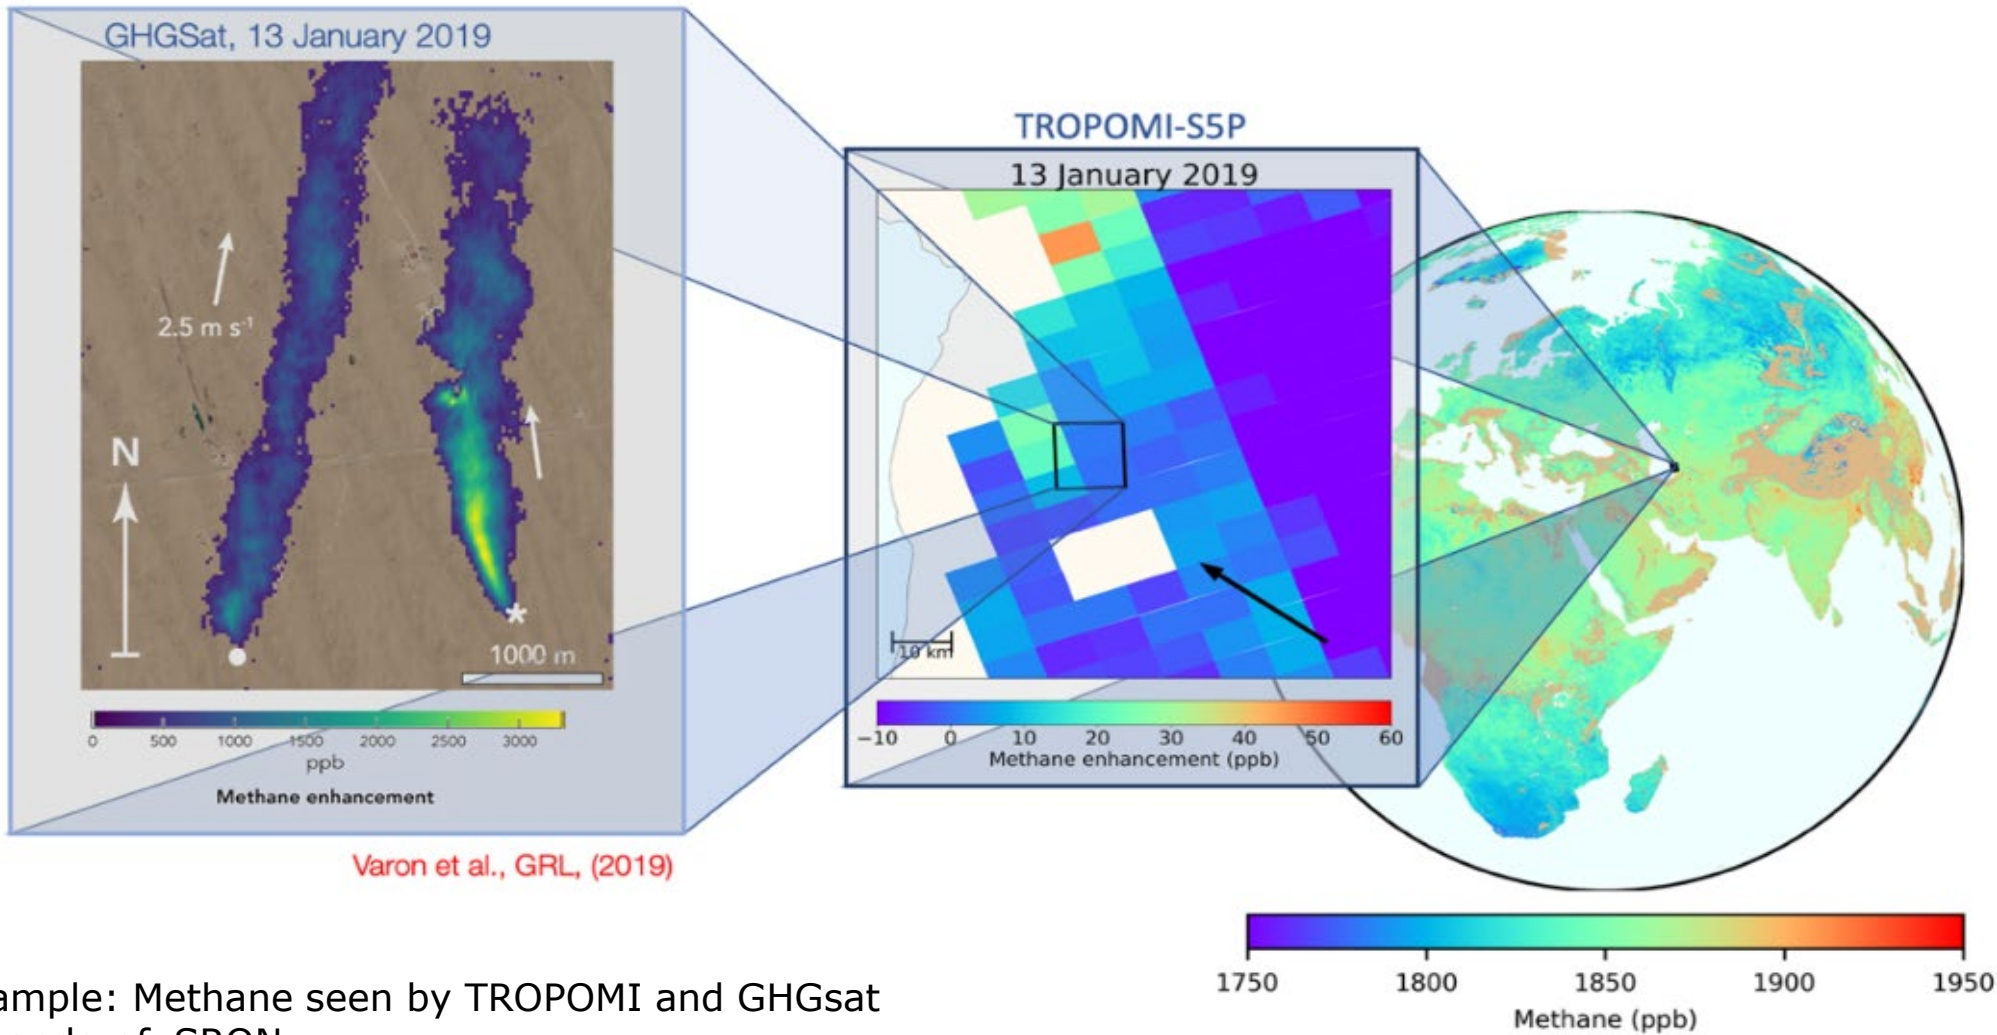 GHGSat, 13 January 2019
2.5 m s⁻¹
N
*
1000 m
0 500 1000 1500 2000 2500 3000
ppb
Methane enhancement
Varon et al., GRL, (2019)
TROPOMI-S5P
13 January 2019
10 km
−10 0 10 20 30 40 50 60
Methane enhancement (ppb)
1750 1800 1850 1900 1950
Methane (ppb)
ample: Methane seen by TROPOMI and GHGsat
SRON